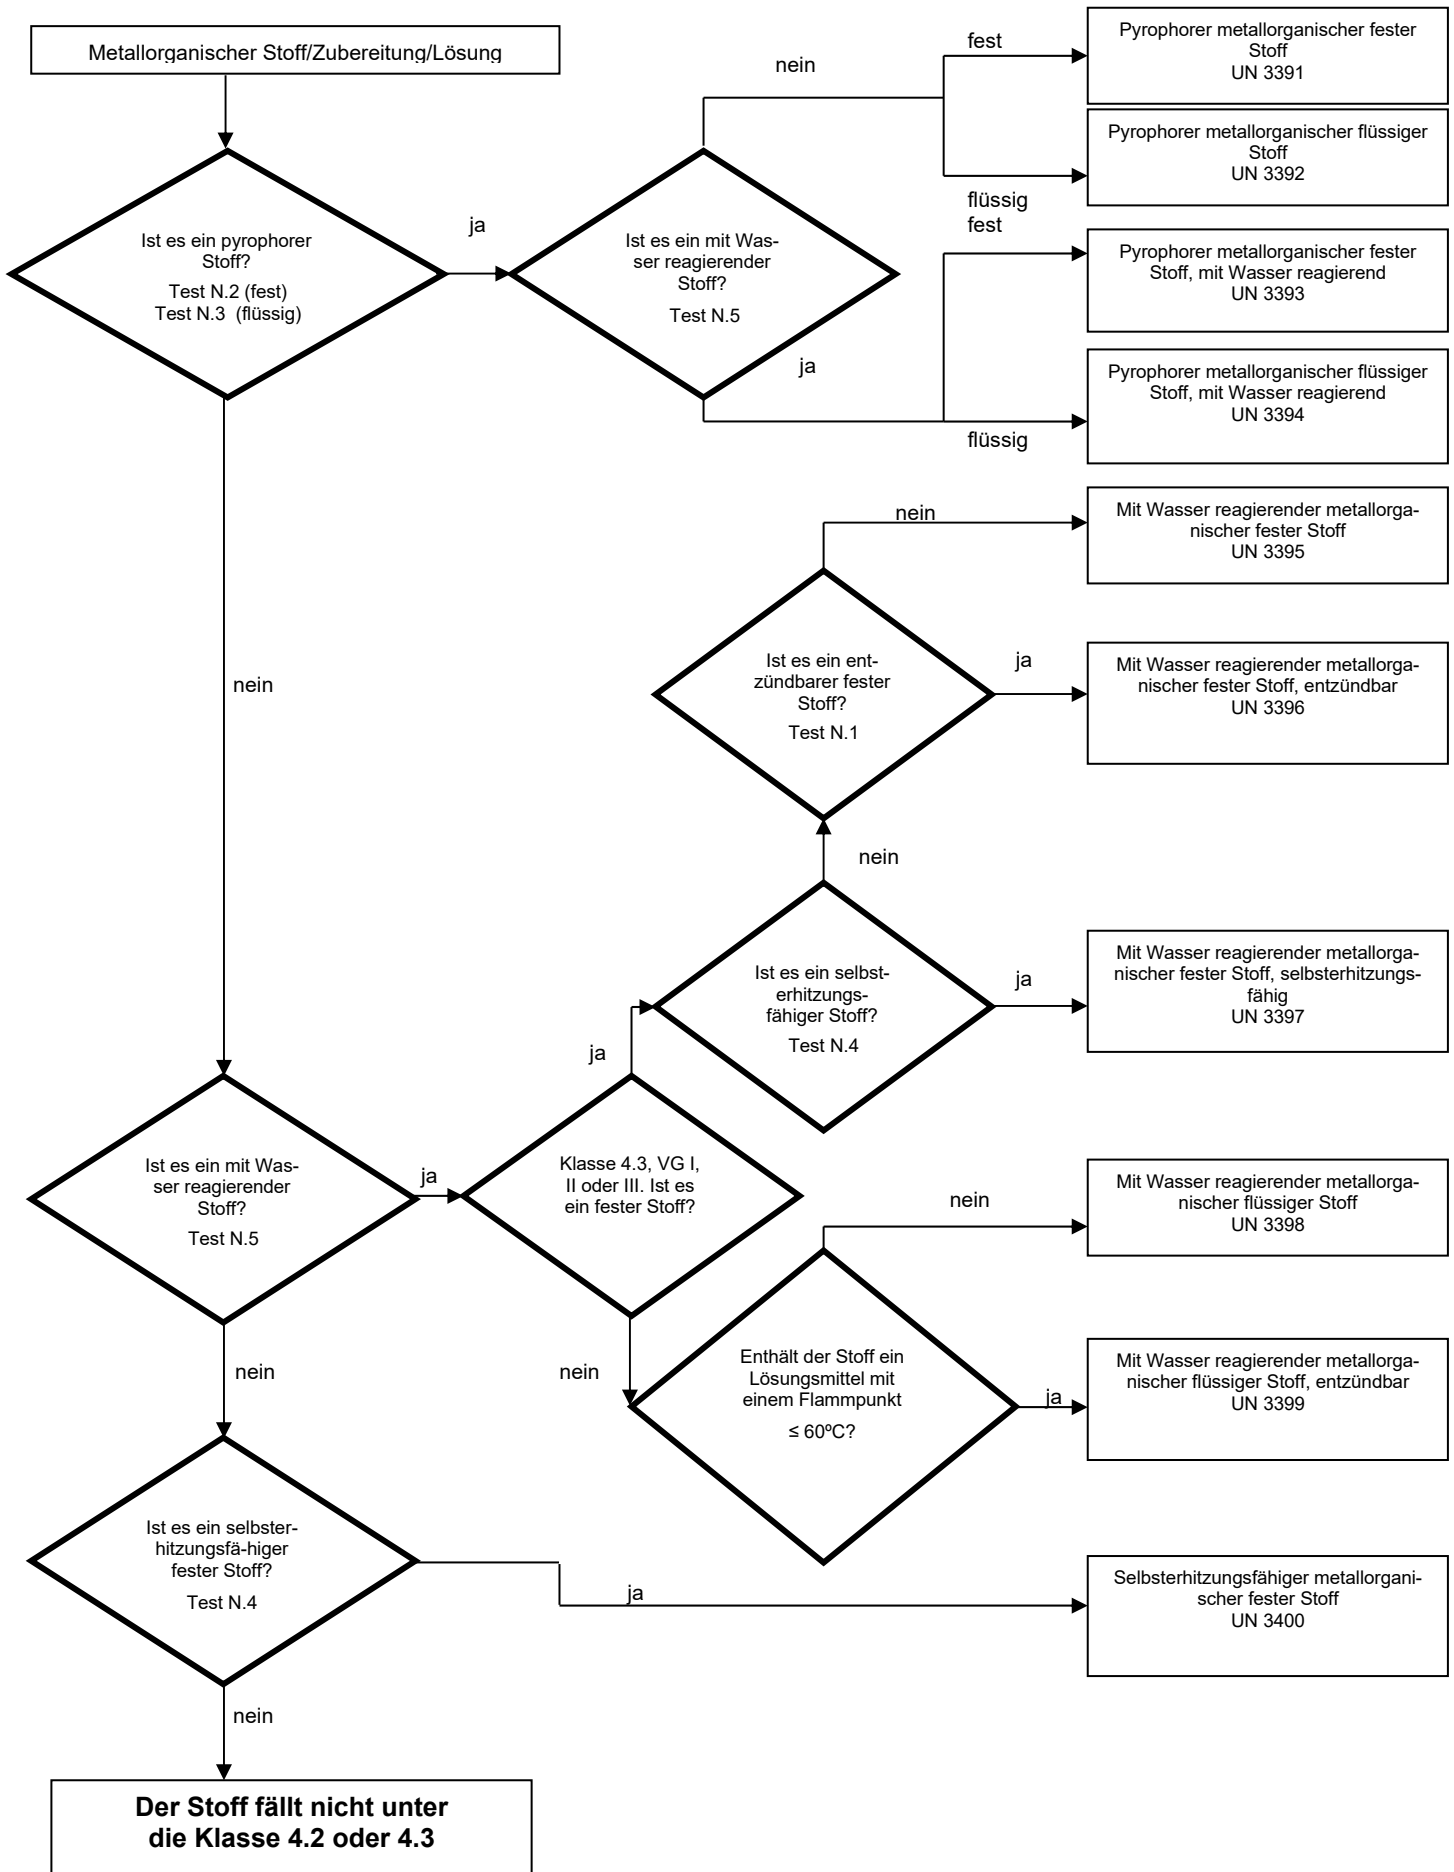 Metallorganischer Stoff/Zubereitung/Lösung
nein
fest
Pyrophorer metallorganischer fester
Stoff
UN 3391
Pyrophorer metallorganischer flüssiger
Stoff
UN 3392
flüssig
fest
Ist es ein pyrophorer
Stoff?
Test N.2 (fest)
Test N.3  (flüssig)
ja
Ist es ein mit Was-
ser reagierender
Stoff?
Test N.5
ja
Pyrophorer metallorganischer fester
Stoff, mit Wasser reagierend
UN 3393
Pyrophorer metallorganischer flüssiger
Stoff, mit Wasser reagierend
UN 3394
flüssig
nein
Mit Wasser reagierender metallorga-
nischer fester Stoff
UN 3395
nein
Ist es ein ent-
zündbarer fester
Stoff?
Test N.1
ja
Mit Wasser reagierender metallorga-
nischer fester Stoff, entzündbar
UN 3396
nein
Ist es ein selbst-
erhitzungs-
fähiger Stoff?
Test N.4
ja
Mit Wasser reagierender metallorga-
nischer fester Stoff, selbsterhitzungs-
fähig
UN 3397
ja
Ist es ein mit Was-
ser reagierender
Stoff?
Test N.5
ja
Klasse 4.3, VG I,
II oder III. Ist es
ein fester Stoff?
nein
Mit Wasser reagierender metallorga-
nischer flüssiger Stoff
UN 3398
nein
nein
Enthält der Stoff ein
Lösungsmittel mit
einem Flammpunkt
≤ 60ºC?
ja
Mit Wasser reagierender metallorga-
nischer flüssiger Stoff, entzündbar
UN 3399
Ist es ein selbster-
hitzungsfä-higer
fester Stoff?
Test N.4
ja
Selbsterhitzungsfähiger metallorgani-
scher fester Stoff
UN 3400
nein
Der Stoff fällt nicht unter
die Klasse 4.2 oder 4.3